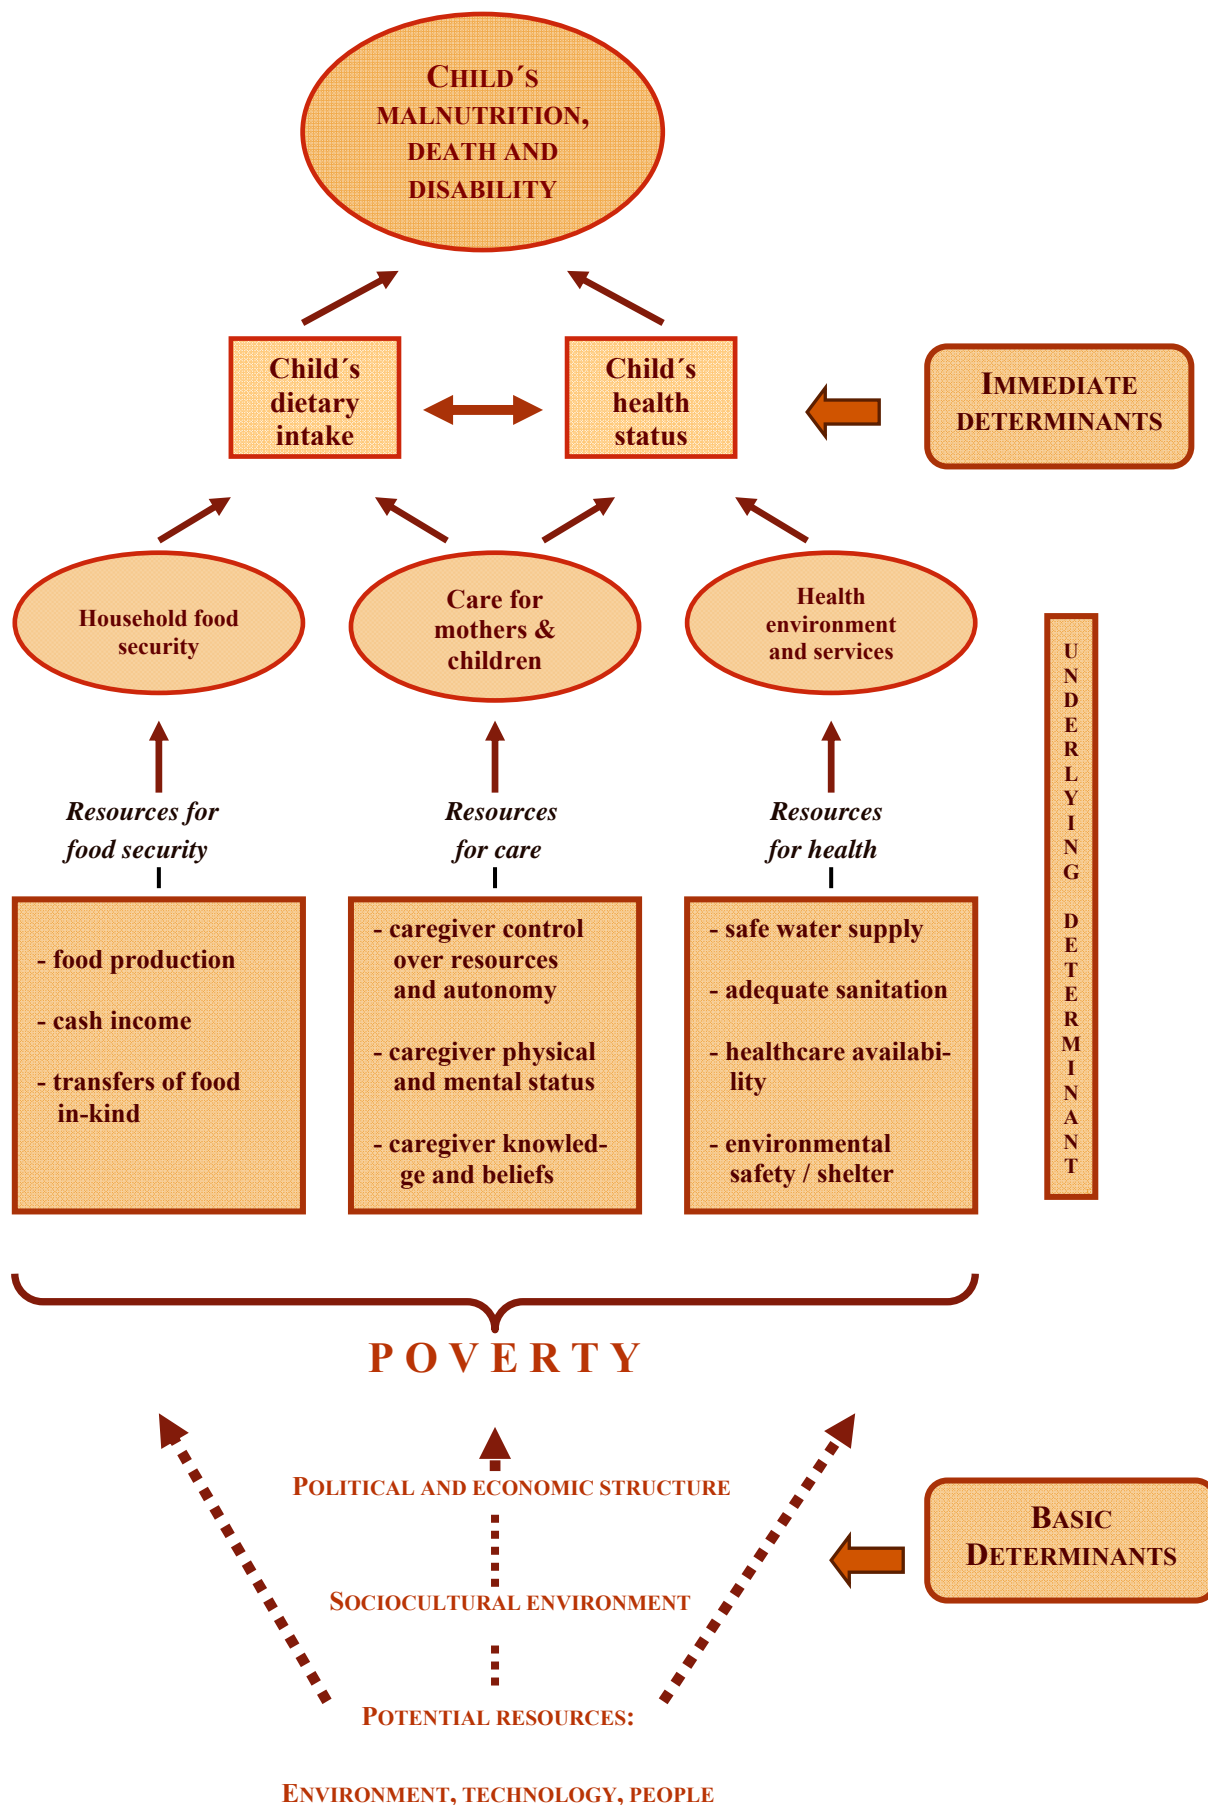 CHILD´S
MALNUTRITION,
DEATH AND
DISABILITY
Child´s
dietary
intake
Child´s
health
status
IMMEDIATE
DETERMINANTS
Household food
security
Care for
mothers &
children
Health
environment
and services
UNDERLYING DETERMINANT
Resources for
food security
Resources
for care
Resources
for health
- food production
- cash income
- transfers of food
in-kind
- caregiver control
over resources
and autonomy
- caregiver physical
and mental status
- caregiver knowled-
ge and beliefs
- safe water supply
- adequate sanitation
- healthcare availabi-
lity
- environmental
safety / shelter
P O V E R T Y
POLITICAL AND ECONOMIC STRUCTURE
SOCIOCULTURAL ENVIRONMENT
BASIC
DETERMINANTS
POTENTIAL RESOURCES:
ENVIRONMENT, TECHNOLOGY, PEOPLE